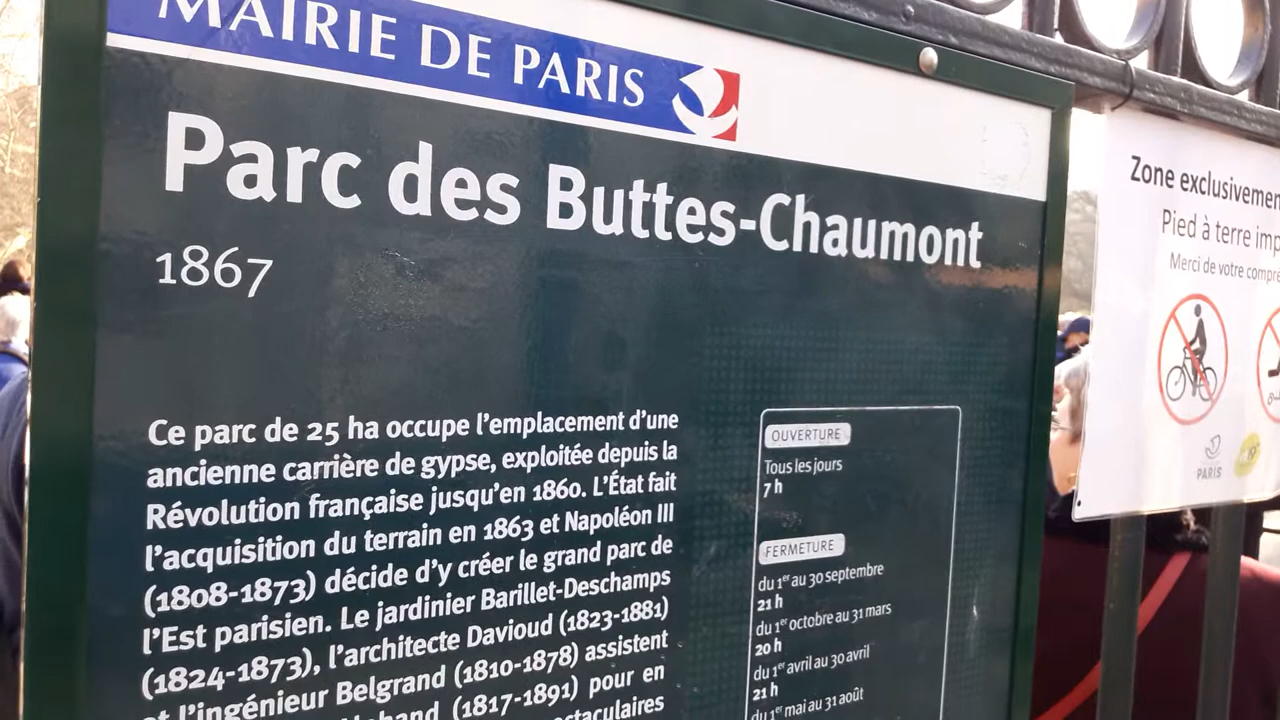 MAIRIE DE PARIS
Parc des Buttes-Chaumont
1867
Ce parc de 25 ha occupe l'emplacement d'une
ancienne carrière de gypse, exploitée depuis la
Révolution française jusqu'en 1860. L'État fait
l'acquisition du terrain en 1863 et Napoléon III
(1808-1873) décide d'y créer le grand parc de
l'Est parisien. Le jardinier Barillet-Deschamps
(1824-1873), l'architecte Davioud (1823-1881)
et l'ingénieur Belgrand (1810-1878) assistent
(1817-1891) pour en
OUVERTURE
Tous les jours
7 h
FERMETURE
du 1er au 30 septembre
21 h
du 1er octobre au 31 mars
20 h
du 1er avril au 30 avril
21 h
du 1er mai au 31 août
Zone
Pied à terre
Merci de votre
PARIS